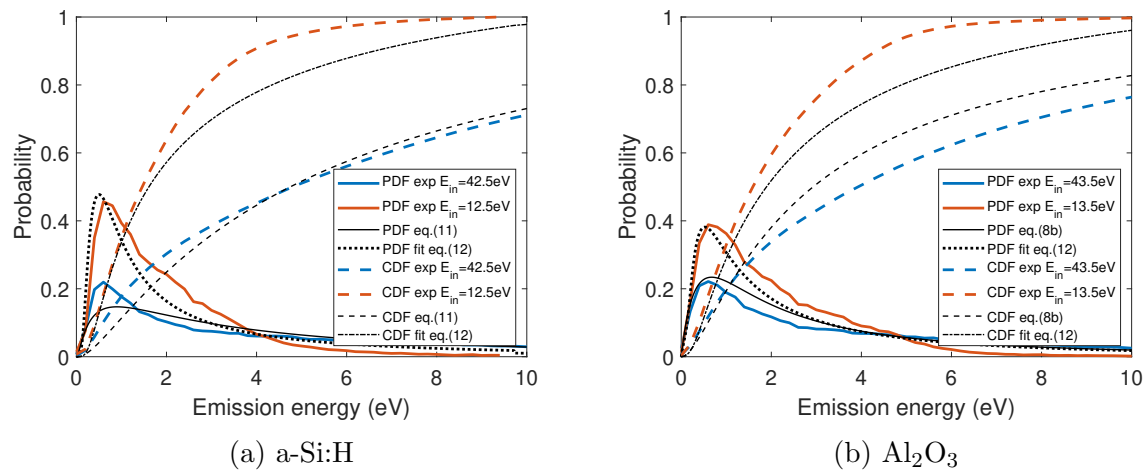 1
0.8
0.6
0.4
0.2
0
Probability
0 2 4 6 8 10
Emission energy (eV)
PDF exp E_in=42.5eV
PDF exp E_in=12.5eV
PDF eq.(11)
PDF fit eq.(12)
CDF exp E_in=42.5eV
CDF exp E_in=12.5eV
CDF eq.(11)
CDF fit eq.(12)
(a) a-Si:H
1
0.8
0.6
0.4
0.2
0
Probability
0 2 4 6 8 10
Emission energy (eV)
PDF exp E_in=43.5eV
PDF exp E_in=13.5eV
PDF eq.(8b)
PDF fit eq.(12)
CDF exp E_in=43.5eV
CDF exp E_in=13.5eV
CDF eq.(8b)
CDF fit eq.(12)
(b) Al₂O₃